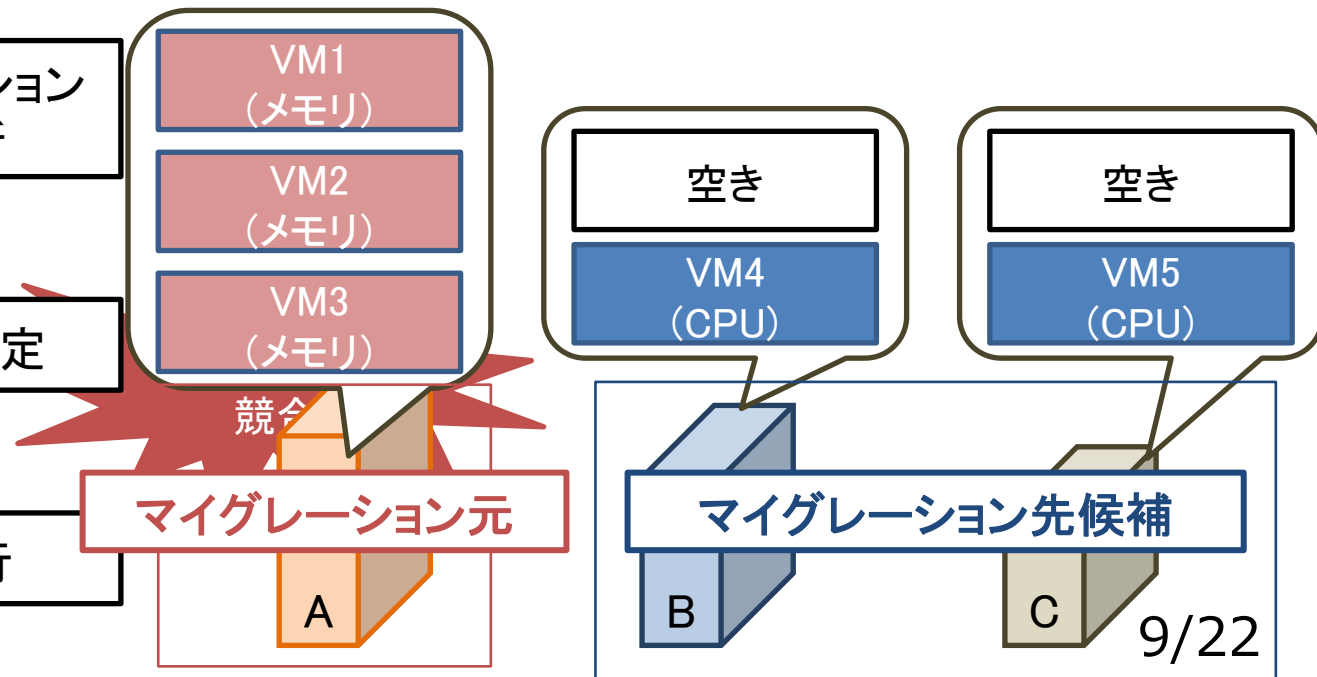 ション
定
行
VM1
(メモリ)
VM2
(メモリ)
VM3
(メモリ)
空き
VM4
(CPU)
空き
VM5
(CPU)
競合
マイグレーション元
マイグレーション先候補
A
B
C
9/22